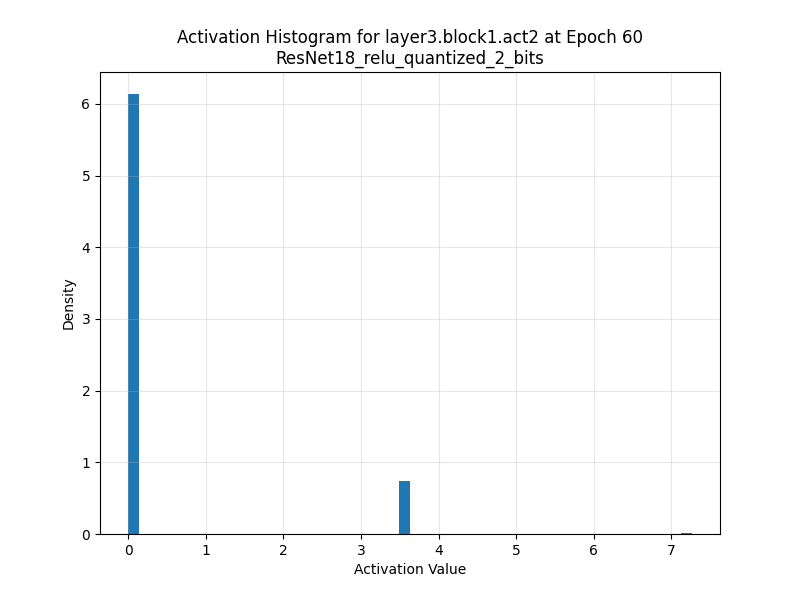 Activation Histogram for layer3.block1.act2 at Epoch 60
ResNet18_relu_quantized_2_bits
6
5
4
3
2
1
0
Density
0 1 2 3 4 5 6 7
Activation Value